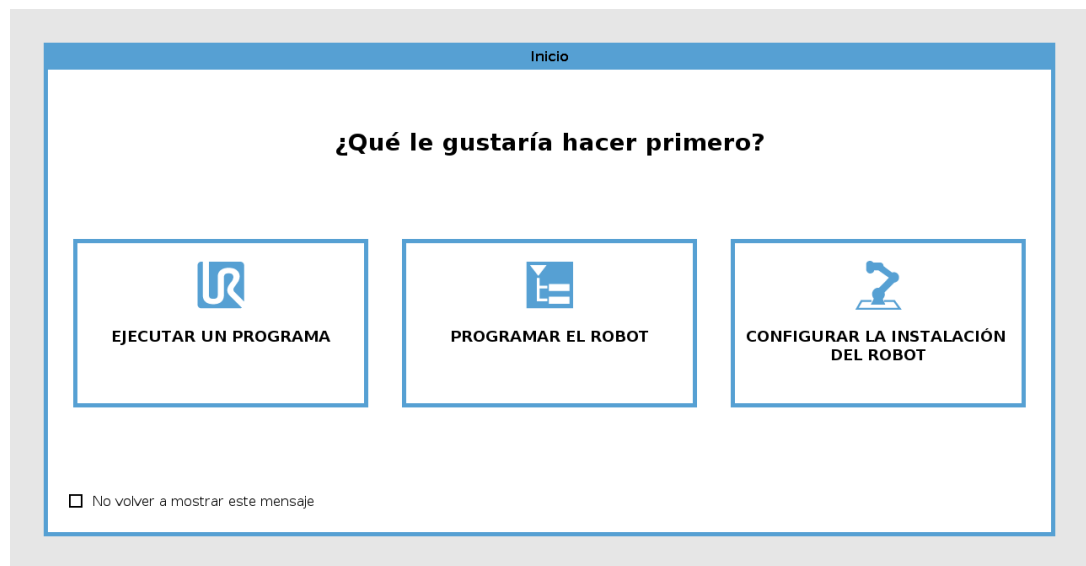 Inicio
¿Qué le gustaría hacer primero?
UR
EJECUTAR UN PROGRAMA
PROGRAMAR EL ROBOT
CONFIGURAR LA INSTALACIÓN
DEL ROBOT
No volver a mostrar este mensaje